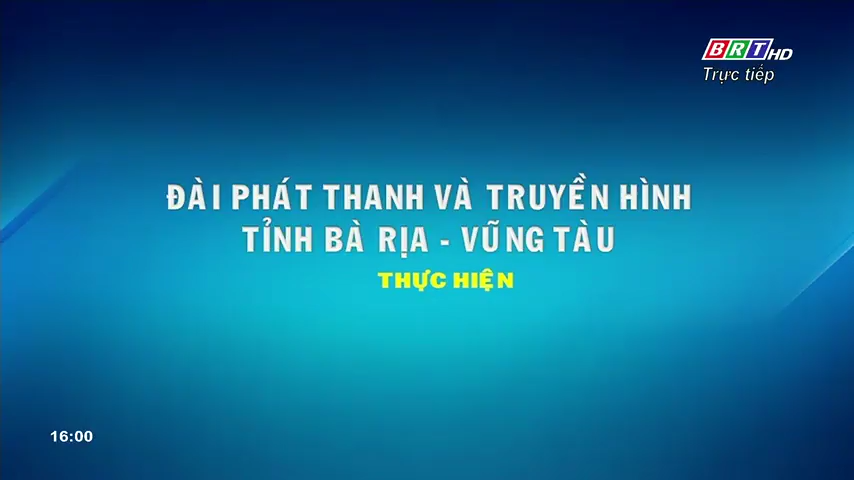 BRT HD
Trực tiếp
ĐÀI PHÁT THANH VÀ TRUYỀN HÌNH
TỈNH BÀ RỊA - VŨNG TÀU
THỰC HIỆN
16:00